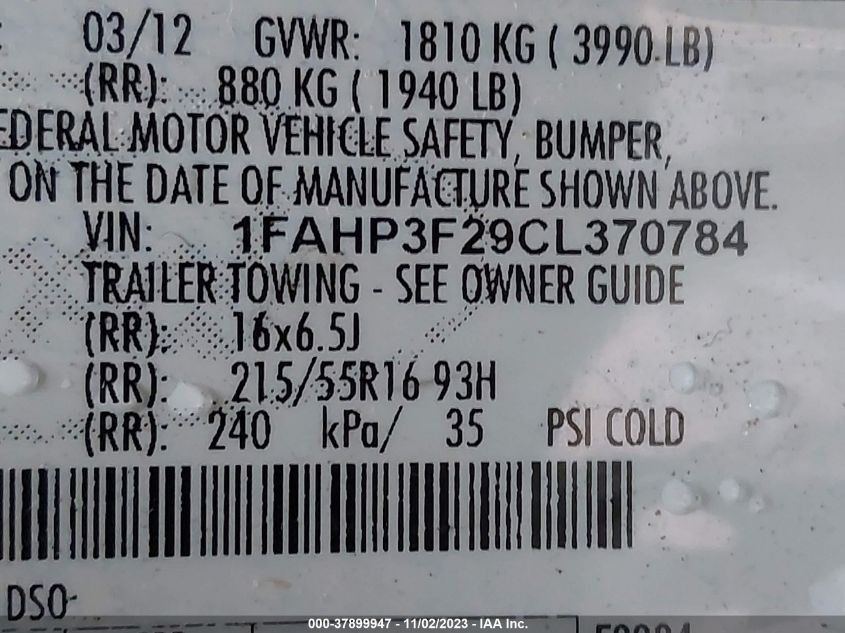 03/12 GVWR: 1810 KG ( 3990 LB)
(RR): 880 KG ( 1940 LB)
EDERAL MOTOR VEHICLE SAFETY, BUMPER,
ON THE DATE OF MANUFACTURE SHOWN ABOVE.
VIN: 1FAHP3F29CL370784
TRAILER TOWING - SEE OWNER GUIDE
(RR): 16x6.5J
(RR): 215/55R16 93H
(RR): 240 kPa/ 35 PSI COLD
DSO
000-37899947 - 11/02/2023 - IAA Inc.